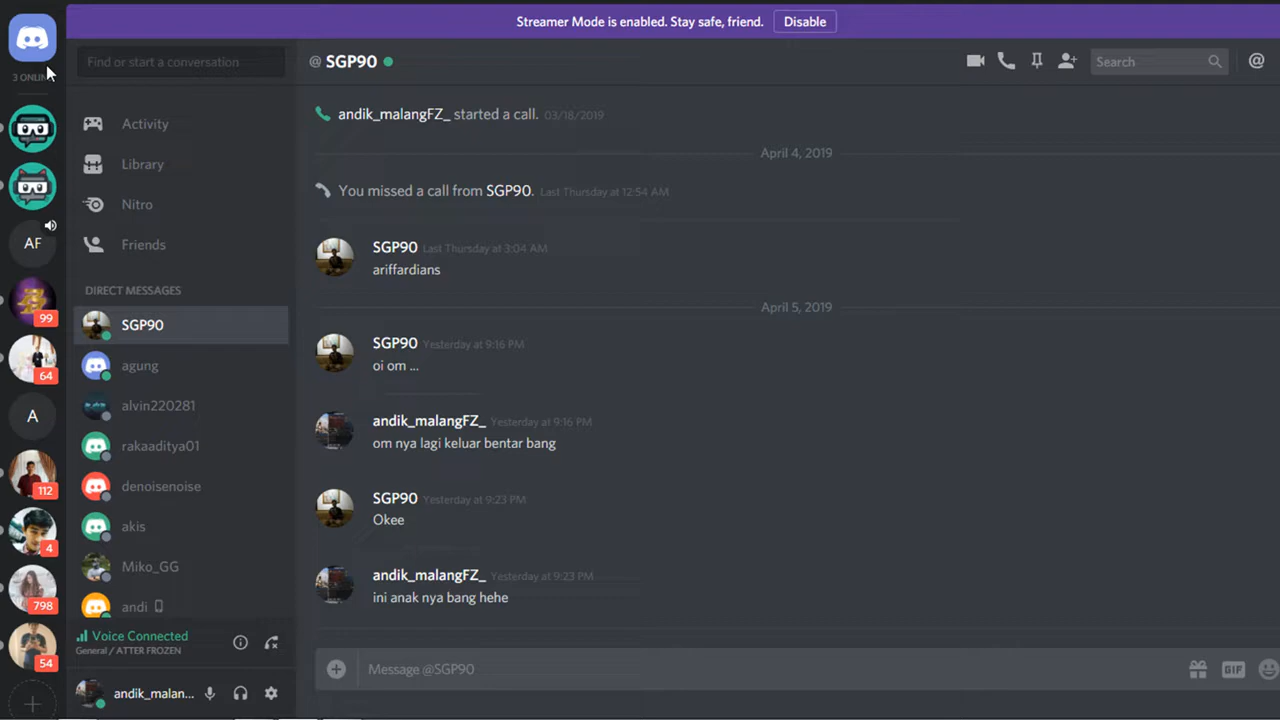 Streamer Mode is enabled. Stay safe, friend. Disable
3 ONLIN
Find or start a conversation
@ SGP90
Search
@
andik_malangFZ_ started a call. 03/18/2019
Activity
April 4, 2019
Library
You missed a call from SGP90. Last Thursday at 12:54 AM
Nitro
AF
Friends
SGP90 Last Thursday at 3:04 AM
ariffardians
DIRECT MESSAGES
April 5, 2019
99
SGP90
SGP90 Yesterday at 9:16 PM
oi om ...
64
agung
alvin220281
A
andik_malangFZ_ Yesterday at 9:16 PM
om nya lagi keluar bentar bang
rakaaditya01
112
denoisenoise
SGP90 Yesterday at 9:23 PM
Okee
4
akis
Miko_GG
andik_malangFZ_ Yesterday at 9:23 PM
ini anak nya bang hehe
798
andi
Voice Connected
General / ATTER FROZEN
54
Message @SGP90
GIF
andik_malan...